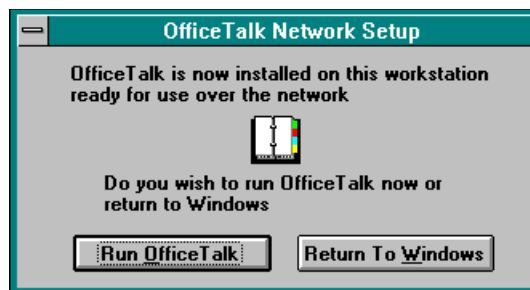 OfficeTalk Network Setup
OfficeTalk is now installed on this workstation
ready for use over the network
Do you wish to run OfficeTalk now or
return to Windows
Run OfficeTalk
Return To Windows